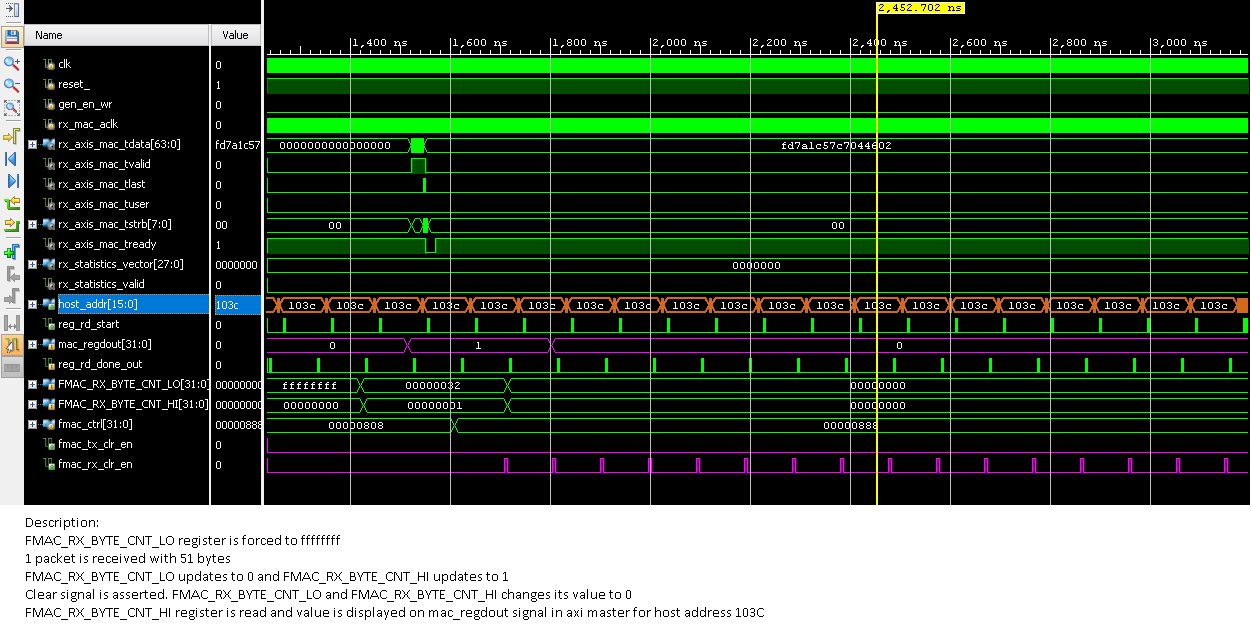 2,452.702 ns
Name Value
1,400 ns 1,600 ns 1,800 ns 2,000 ns 2,200 ns 2,400 ns 2,600 ns 2,800 ns 3,000 ns
clk 0
reset_ 1
gen_en_wr 0
rx_mac_aclk 0
rx_axis_mac_tdata[63:0] fd7a1c57 0000000000000000 fd7a1c57c7044602
rx_axis_mac_tvalid 0
rx_axis_mac_tlast 0
rx_axis_mac_tuser 0
rx_axis_mac_tstrb[7:0] 00 00 00
rx_axis_mac_tready 1
rx_statistics_vector[27:0] 0000000 0000000
rx_statistics_valid 0
host_addr[15:0] 103c 103c 103c 103c 103c 103c 103c 103c 103c 103c 103c 103c 103c 103c 103c 103c 103c 103c 103c 103c 103c
reg_rd_start 0
mac_regdout[31:0] 0 0 1 0
reg_rd_done_out 0
FMAC_RX_BYTE_CNT_LO[31:0] 00000000 ffffffff 00000032 00000000
FMAC_RX_BYTE_CNT_HI[31:0] 00000000 00000000 00000001 00000000
fmac_ctrl[31:0] 00000888 00000808 00000888
fmac_tx_clr_en 0
fmac_rx_clr_en 0
Description:
FMAC_RX_BYTE_CNT_LO register is forced to ffffffff
1 packet is received with 51 bytes
FMAC_RX_BYTE_CNT_LO updates to 0 and FMAC_RX_BYTE_CNT_HI updates to 1
Clear signal is asserted. FMAC_RX_BYTE_CNT_LO and FMAC_RX_BYTE_CNT_HI changes its value to 0
FMAC_RX_BYTE_CNT_HI register is read and value is displayed on mac_regdout signal in axi master for host address 103C